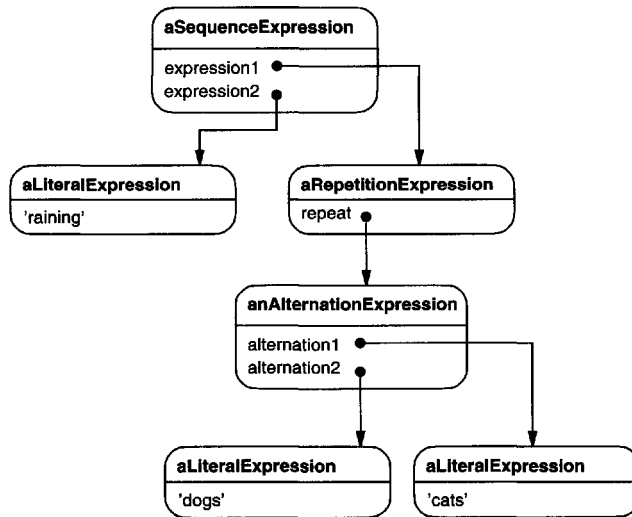 aSequenceExpression
expression1
expression2
aLiteralExpression
'raining'
aRepetitionExpression
repeat
anAlternationExpression
alternation1
alternation2
aLiteralExpression
'dogs'
aLiteralExpression
'cats'